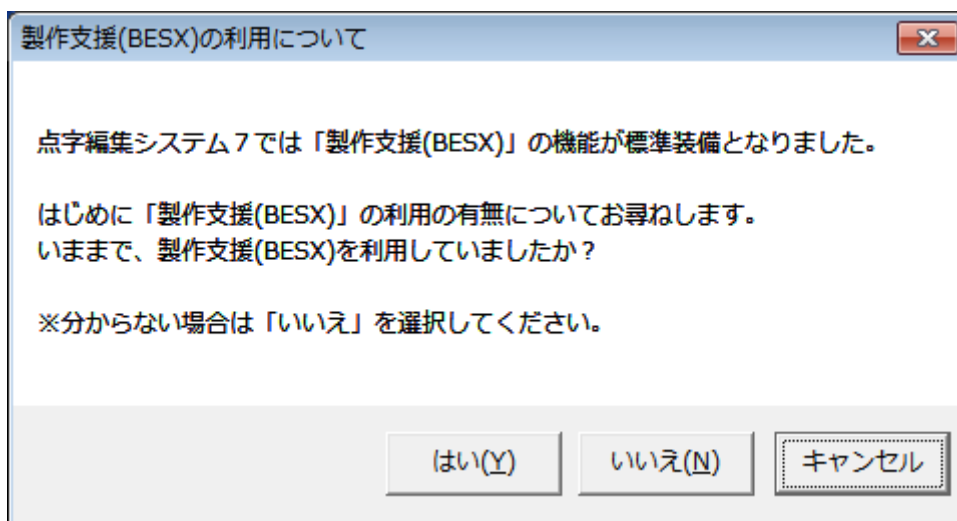 製作支援(BESX)の利用について
点字編集システム７では「製作支援(BESX)」の機能が標準装備となりました。
はじめに「製作支援(BESX)」の利用の有無についてお尋ねします。
いままで、製作支援(BESX)を利用していましたか？
※分からない場合は「いいえ」を選択してください。
はい(Y)
いいえ(N)
キャンセル